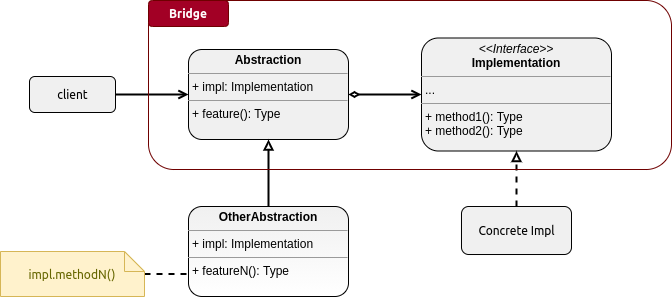 Bridge
client
Abstraction
+ impl: Implementation
+ feature(): Type
<<Interface>>
Implementation
...
+ method1(): Type
+ method2(): Type
OtherAbstraction
+ impl: Implementation
+ featureN(): Type
Concrete Impl
impl.methodN()